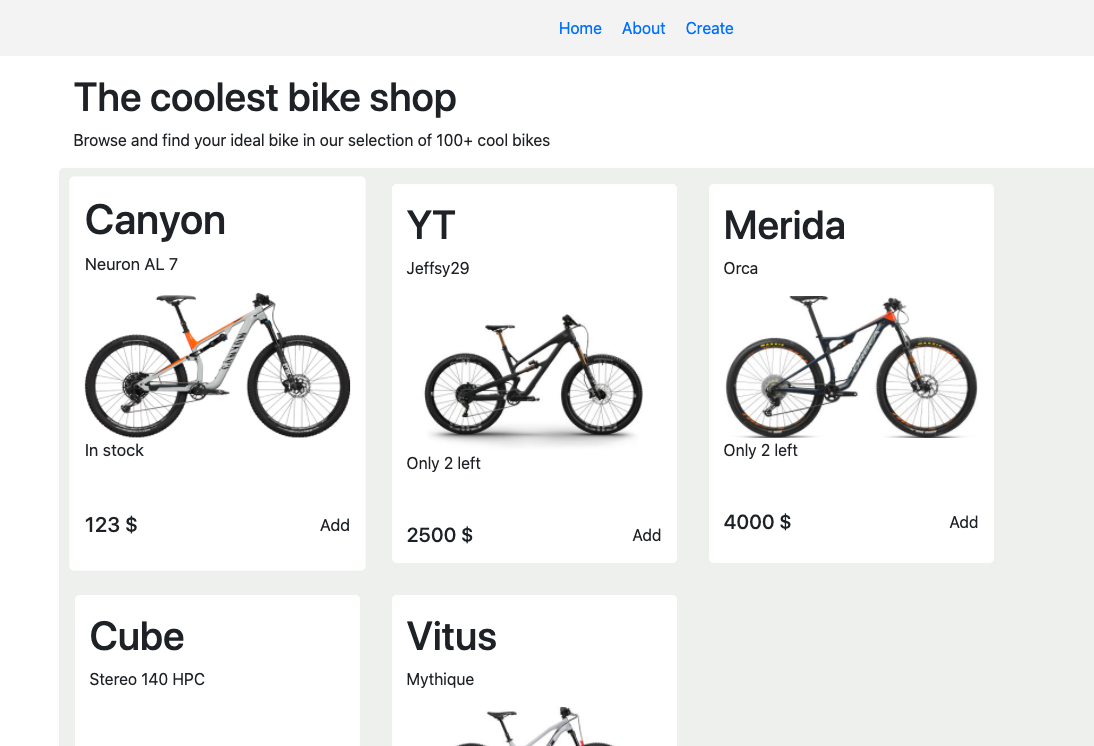 Home About Create
The coolest bike shop
Browse and find your ideal bike in our selection of 100+ cool bikes
Canyon
Neuron AL 7
CANYON
In stock
123 $ Add
YT
Jeffsy29
Only 2 left
2500 $ Add
Merida
Orca
ORBEA
Only 2 left
4000 $ Add
Cube
Stereo 140 HPC
Vitus
Mythique